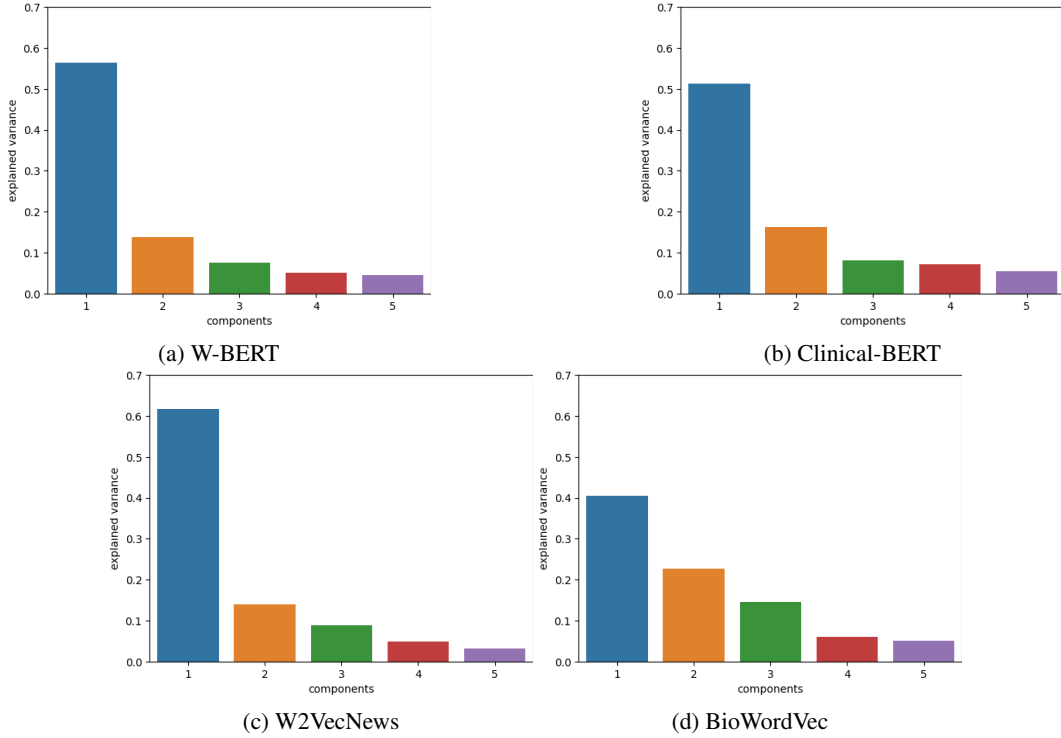 0.7
0.6
0.5
0.4
0.3
0.2
0.1
0.0
explained variance
1 2 3 4 5
components
(a) W-BERT
0.7
0.6
0.5
0.4
0.3
0.2
0.1
0.0
explained variance
1 2 3 4 5
components
(b) Clinical-BERT
0.7
0.6
0.5
0.4
0.3
0.2
0.1
0.0
explained variance
1 2 3 4 5
components
(c) W2VecNews
0.7
0.6
0.5
0.4
0.3
0.2
0.1
0.0
explained variance
1 2 3 4 5
components
(d) BioWordVec